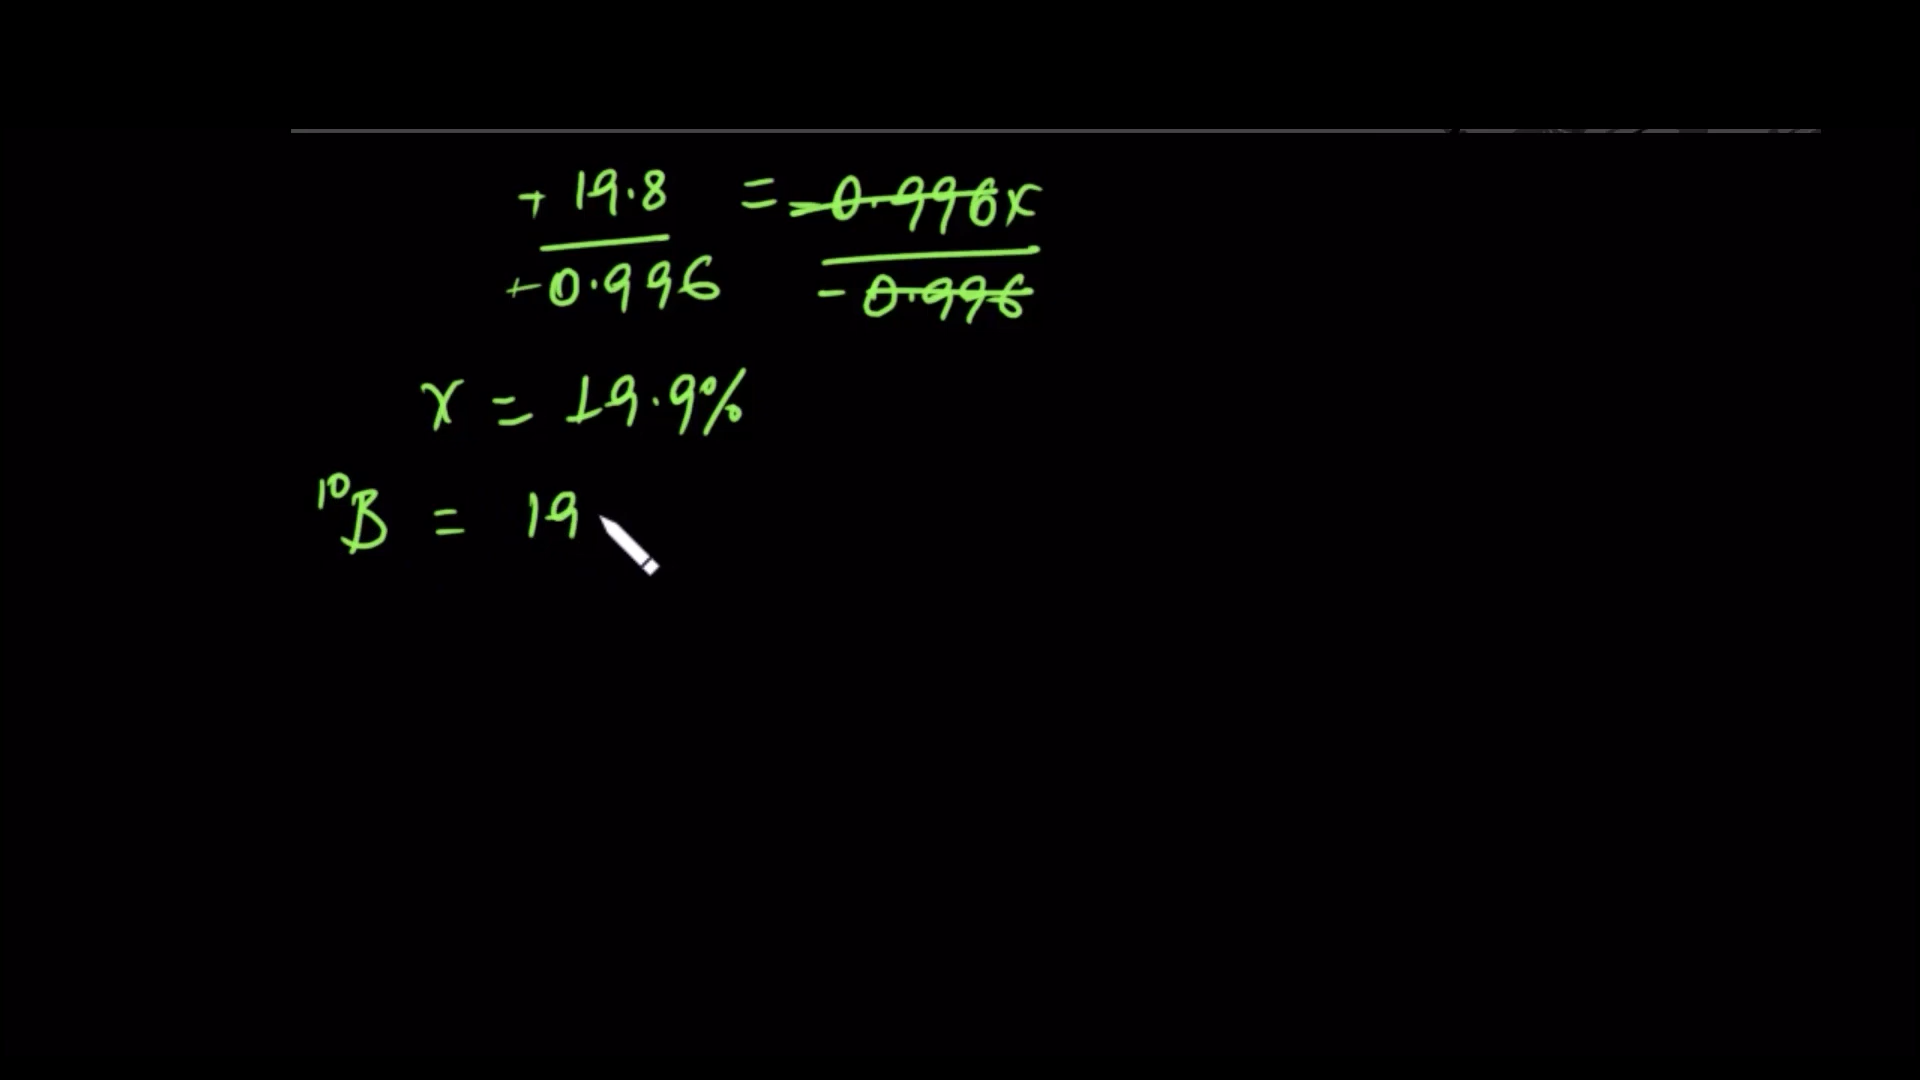 + 19.8 = -0.996x
+0.996 - 0.996
x = 19.9%
¹⁰B = 19